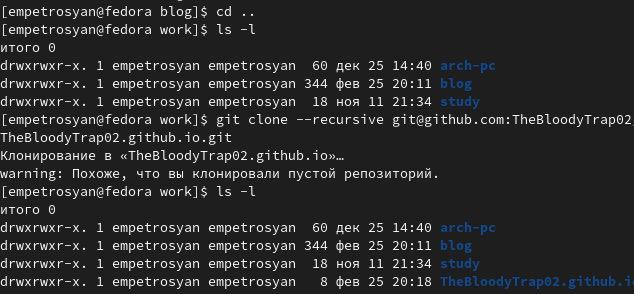 [empetrosyan@fedora blog]$ cd ..
[empetrosyan@fedora work]$ ls -l
итого 0
drwxrwxr-x. 1 empetrosyan empetrosyan  60 дек 25 14:40 arch-pc
drwxrwxr-x. 1 empetrosyan empetrosyan 344 фев 25 20:11 blog
drwxrwxr-x. 1 empetrosyan empetrosyan  18 ноя 11 21:34 study
[empetrosyan@fedora work]$ git clone --recursive git@github.com:TheBloodyTrap02/
TheBloodyTrap02.github.io.git
Клонирование в «TheBloodyTrap02.github.io»…
warning: Похоже, что вы клонировали пустой репозиторий.
[empetrosyan@fedora work]$ ls -l
итого 0
drwxrwxr-x. 1 empetrosyan empetrosyan  60 дек 25 14:40 arch-pc
drwxrwxr-x. 1 empetrosyan empetrosyan 344 фев 25 20:11 blog
drwxrwxr-x. 1 empetrosyan empetrosyan  18 ноя 11 21:34 study
drwxrwxr-x. 1 empetrosyan empetrosyan   8 фев 25 20:18 TheBloodyTrap02.github.io